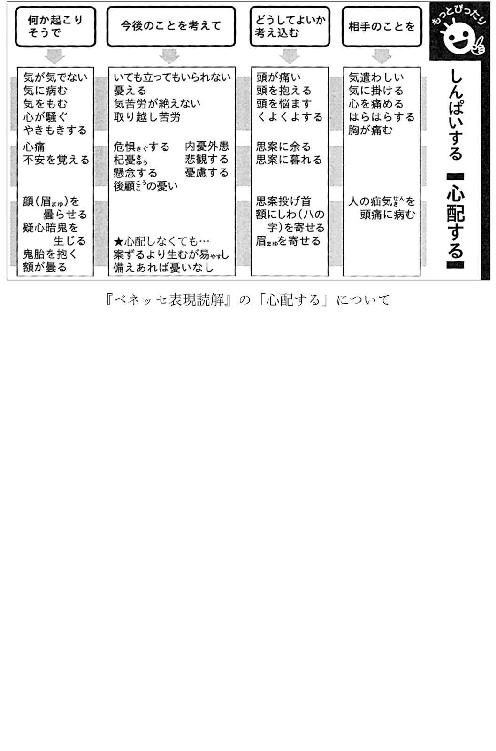 もっとぴったり
しんぱいする【心配する】
相手のことを
気遣わしい
気に掛ける
心を痛める
はらはらする
胸が痛む
人の疝気せんきを
頭痛に病む
どうしてよいか
考え込む
頭が痛い
頭を抱える
頭を悩ます
くよくよする
思案に余る
思案に暮れる
思案投げ首
額にしわ(八の
字)を寄せる
眉まゆを寄せる
今後のことを考えて
いても立ってもいられない
憂える
気苦労が絶えない
取り越し苦労
危惧きぐする 内憂外患
杞憂きゆう 悲観する
懸念する 憂慮する
後顧こうこの憂い
★心配しなくても…
案ずるより生むが易やすし
備えあれば憂いなし
何か起こり
そうで
気が気でない
気に病む
気をもむ
心が騒ぐ
やきもきする
心痛
不安を覚える
顔(眉まゆ)を
曇らせる
疑心暗鬼を
生じる
鬼胎を抱く
額が曇る
『ベネッセ表現読解』の「心配する」について